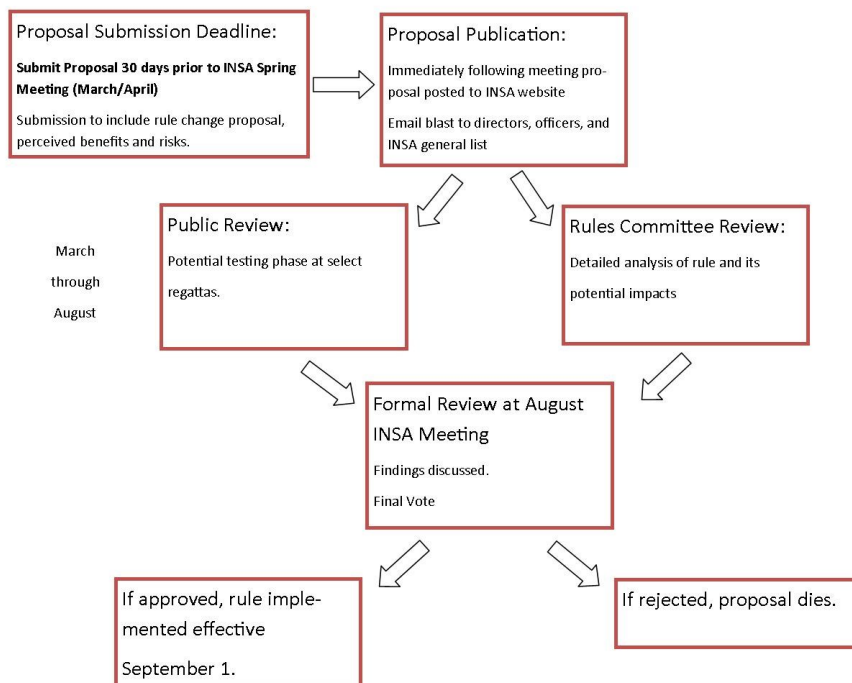 Proposal Submission Deadline:
Submit Proposal 30 days prior to INSA Spring
Meeting (March/April)
Submission to include rule change proposal,
perceived benefits and risks.
Proposal Publication:
Immediately following meeting pro-
posal posted to INSA website
Email blast to directors, officers, and
INSA general list
March
through
August
Public Review:
Potential testing phase at select
regattas.
Rules Committee Review:
Detailed analysis of rule and its
potential impacts
Formal Review at August
INSA Meeting
Findings discussed.
Final Vote
If approved, rule imple-
mented effective
September 1.
If rejected, proposal dies.